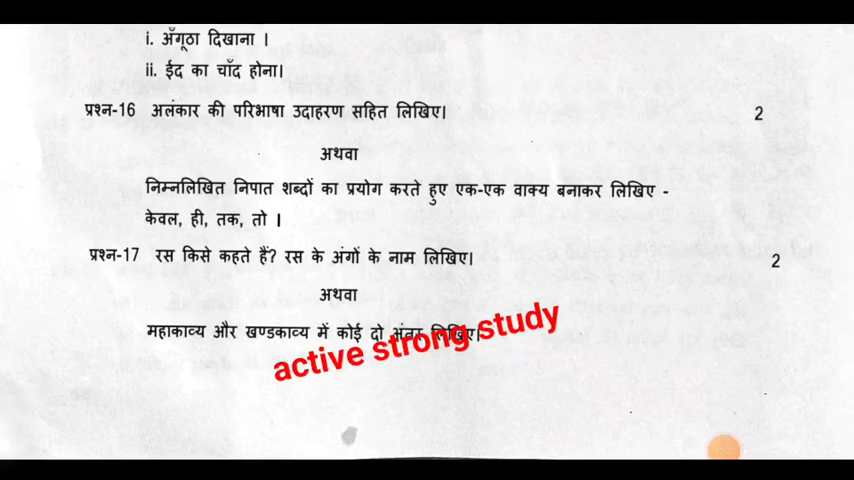 i. अँगूठा दिखाना ।
ii. ईद का चाँद होना।
प्रश्न-16 अलंकार की परिभाषा उदाहरण सहित लिखिए। 2
अथवा
निम्नलिखित निपात शब्दों का प्रयोग करते हुए एक-एक वाक्य बनाकर लिखिए -
केवल, ही, तक, तो ।
प्रश्न-17 रस किसे कहते हैं? रस के अंगों के नाम लिखिए। 2
अथवा
महाकाव्य और खण्डकाव्य में कोई दो अंतर लिखिए।
active strong study